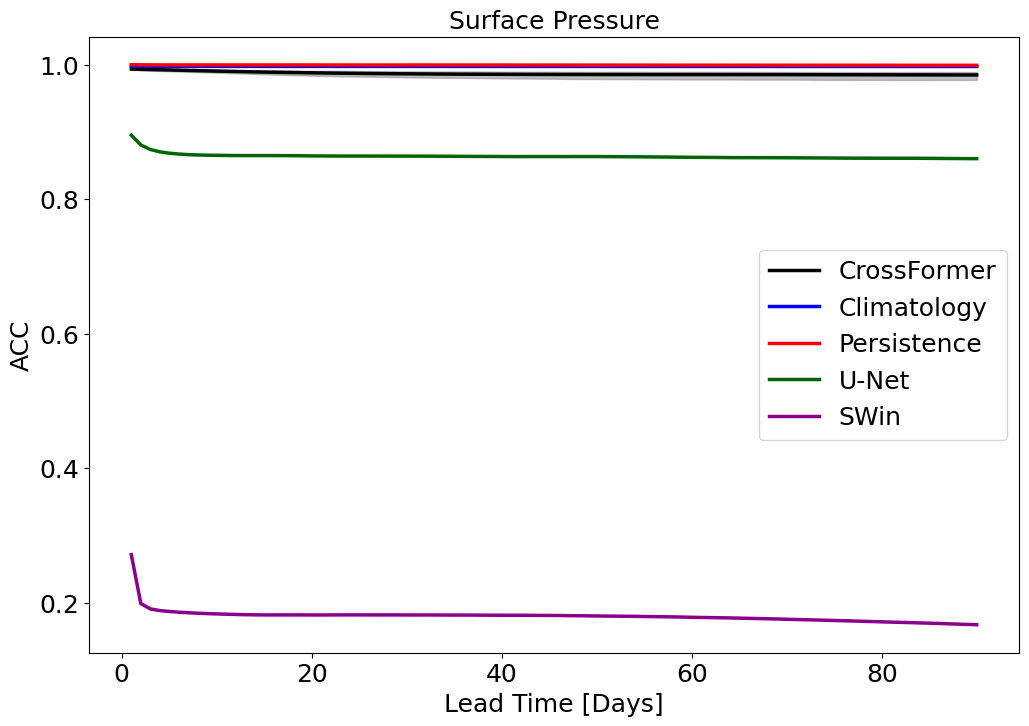 Surface Pressure
1.0
0.8
0.6
0.4
0.2
ACC
CrossFormer
Climatology
Persistence
U-Net
SWin
0 20 40 60 80
Lead Time [Days]